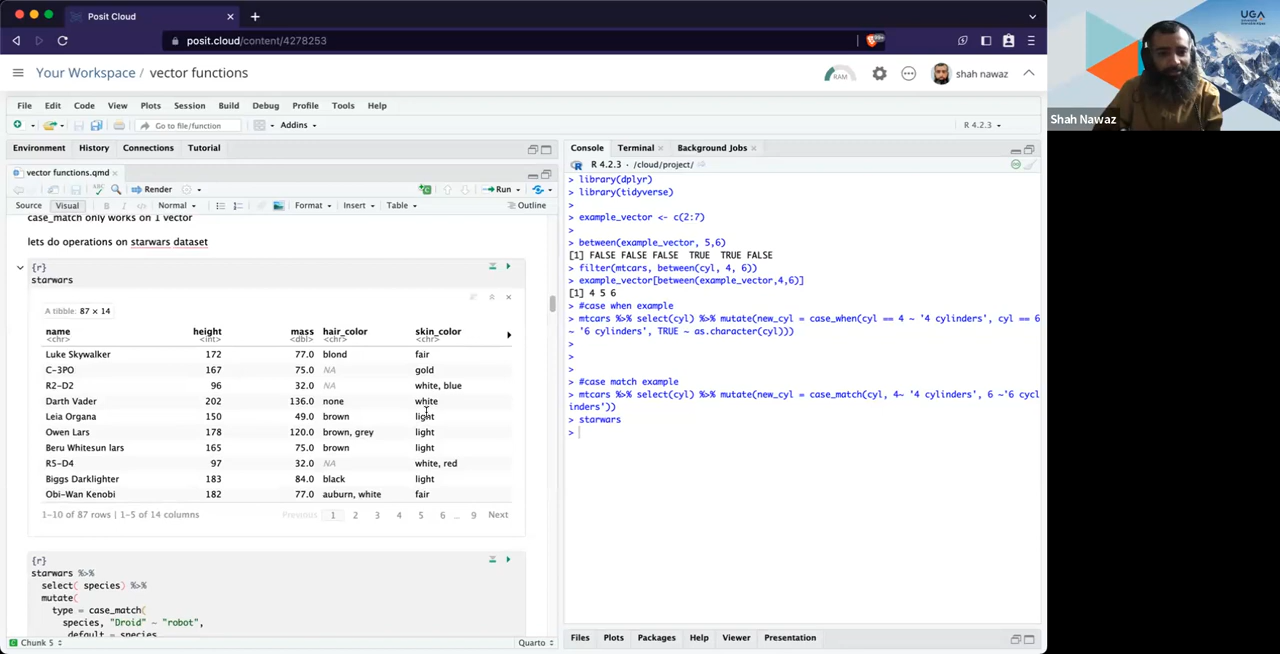 Posit Cloud
posit.cloud/content/4278253
Your Workspace / vector functions
RAM
shah nawaz
File Edit Code View Plots Session Build Debug Profile Tools Help
Go to file/function
Addins
R 4.2.3
Environment History Connections Tutorial
vector functions.qmd
Render
Run
Source Visual
B I
Normal
Format
Insert
Table
Outline
case_match only works on 1 vector
lets do operations on starwars dataset
{r}
starwars
A tibble: 87 × 14
name height mass hair_color skin_color
<chr> <int> <dbl> <chr> <chr>
Luke Skywalker 172 77.0 blond fair
C-3PO 167 75.0 NA gold
R2-D2 96 32.0 NA white, blue
Darth Vader 202 136.0 none white
Leia Organa 150 49.0 brown light
Owen Lars 178 120.0 brown, grey light
Beru Whitesun lars 165 75.0 brown light
R5-D4 97 32.0 NA white, red
Biggs Darklighter 183 84.0 black light
Obi-Wan Kenobi 182 77.0 auburn, white fair
1-10 of 87 rows | 1-5 of 14 columns
Previous 1 2 3 4 5 6 ... 9 Next
{r}
starwars %>%
select( species) %>%
mutate(
type = case_match(
species, "Droid" ~ "robot",
default = species
Chunk 5
Quarto
Console Terminal Background Jobs
R 4.2.3 · /cloud/project/
> library(dplyr)
> library(tidyverse)
>
> example_vector <- c(2:7)
>
> between(example_vector, 5,6)
[1] FALSE FALSE FALSE TRUE TRUE FALSE
> filter(mtcars, between(cyl, 4, 6))
> example_vector[between(example_vector,4,6)]
[1] 4 5 6
> #case when example
> mtcars %>% select(cyl) %>% mutate(new_cyl = case_when(cyl == 4 ~ '4 cylinders', cyl == 6
~ '6 cylinders', TRUE ~ as.character(cyl)))
>
>
>
> #case match example
> mtcars %>% select(cyl) %>% mutate(new_cyl = case_match(cyl, 4~ '4 cylinders', 6 ~'6 cycl
inders'))
> starwars
>
Files Plots Packages Help Viewer Presentation
UGA
Shah Nawaz